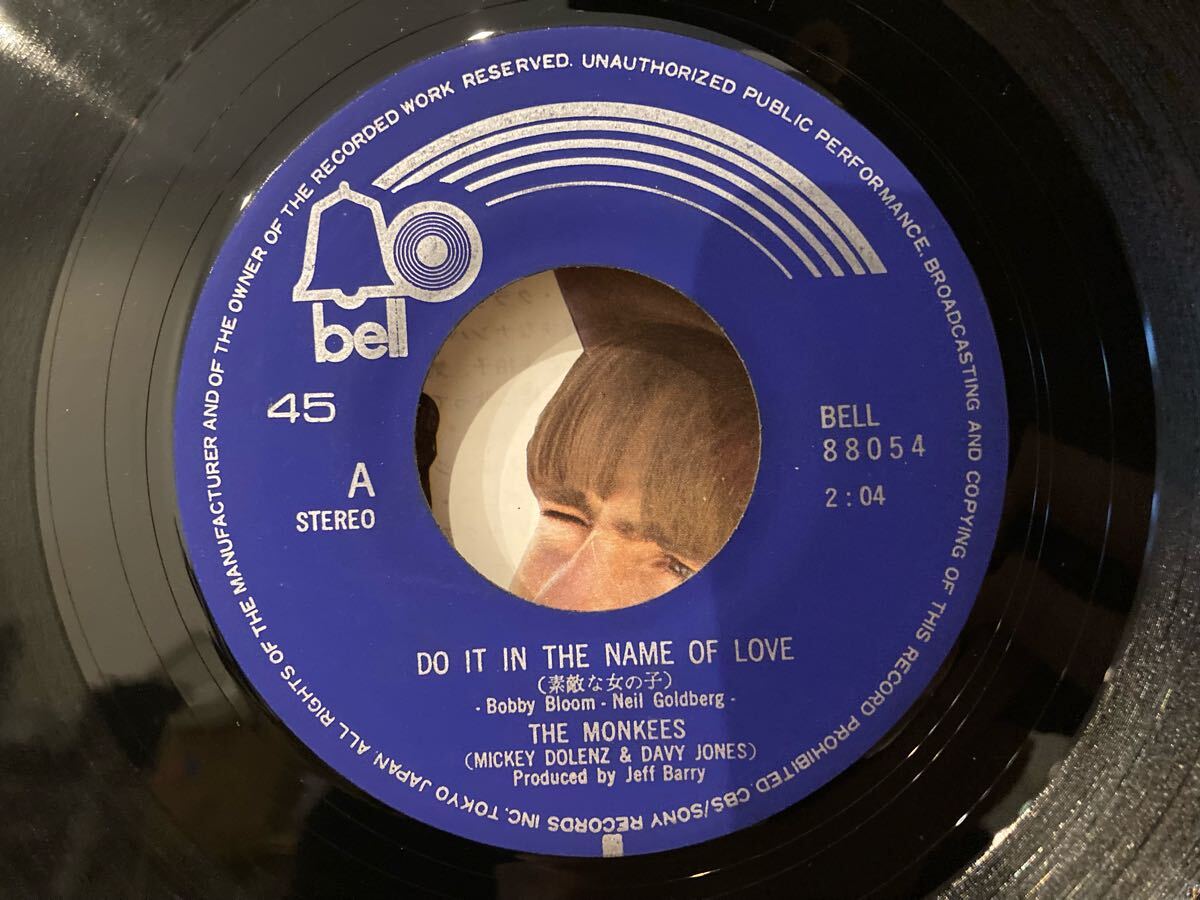 bell
45
A
STEREO
BELL
88054
2:04
DO IT IN THE NAME OF LOVE
(素敵な女の子)
- Bobby Bloom - Neil Goldberg -
THE MONKEES
(MICKEY DOLENZ & DAVY JONES)
Produced by Jeff Barry
ALL RIGHTS OF THE MANUFACTURER AND OF THE OWNER OF THE RECORDED WORK RESERVED. UNAUTHORIZED PUBLIC PERFORMANCE, BROADCASTING AND COPYING OF THIS RECORD PROHIBITED. CBS/SONY RECORDS INC. TOKYO JAPAN.